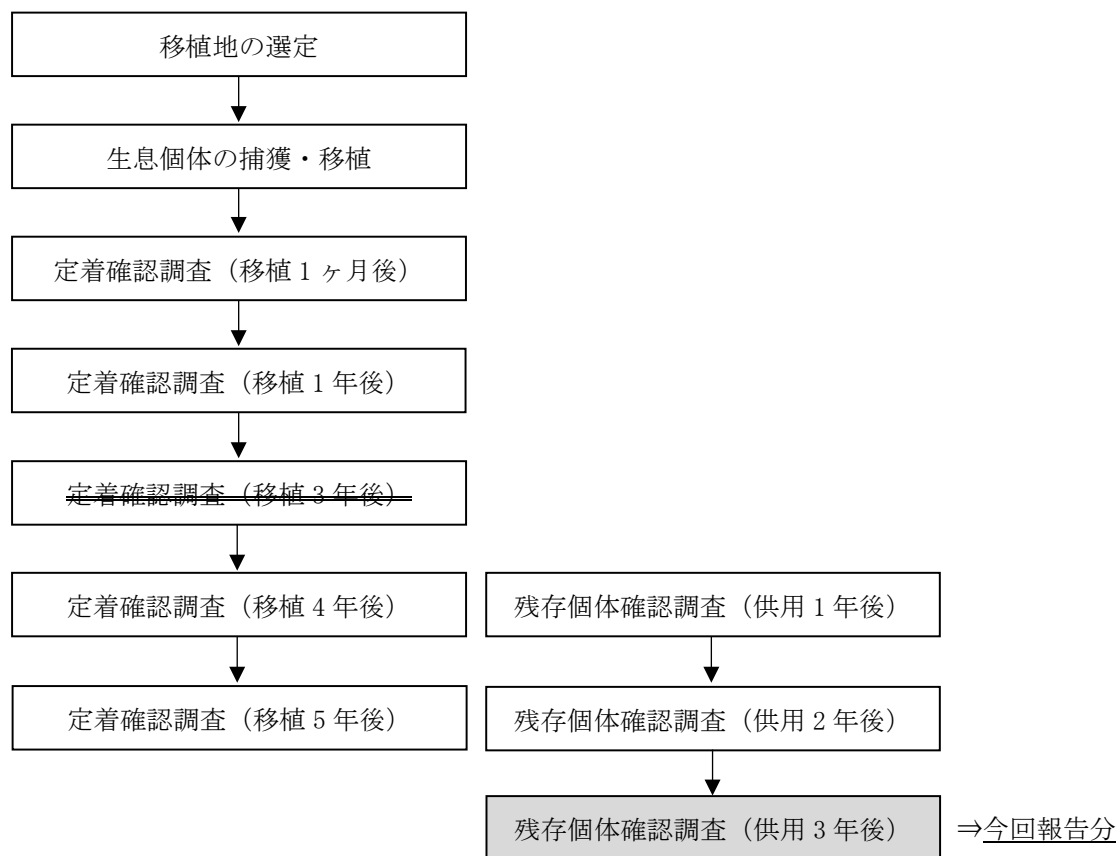 移植地の選定
生息個体の捕獲・移植
定着確認調査（移植 1 ヶ月後）
定着確認調査（移植 1 年後）
定着確認調査（移植 3 年後）
定着確認調査（移植 4 年後）
残存個体確認調査（供用 1 年後）
定着確認調査（移植 5 年後）
残存個体確認調査（供用 2 年後）
残存個体確認調査（供用 3 年後）
⇒今回報告分